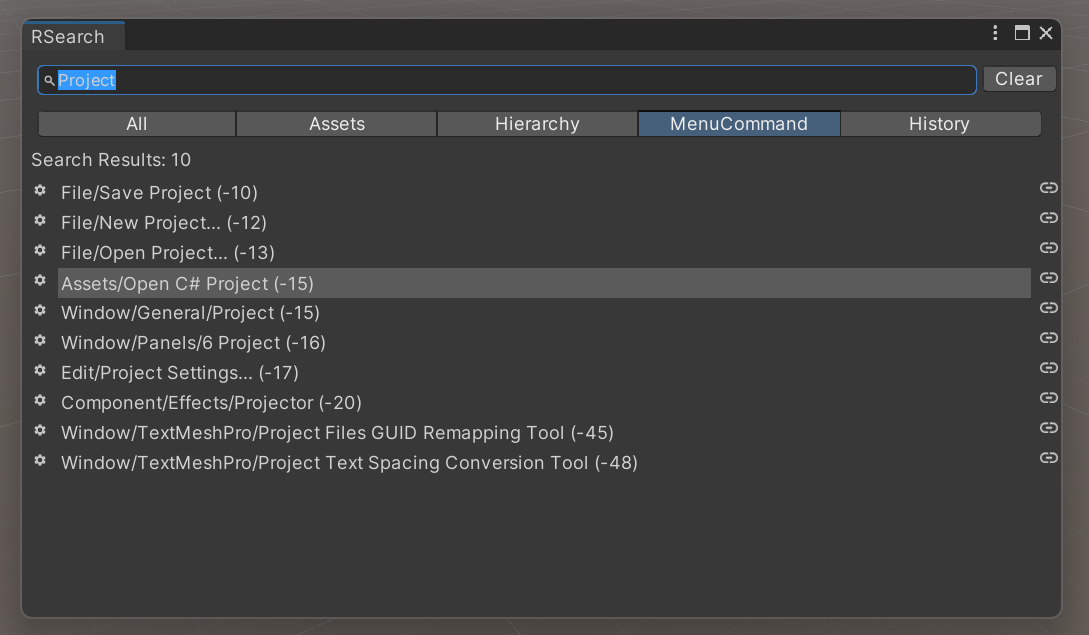 RSearch
Project
Clear
All Assets Hierarchy MenuCommand History
Search Results: 10
File/Save Project (-10)
File/New Project... (-12)
File/Open Project... (-13)
Assets/Open C# Project (-15)
Window/General/Project (-15)
Window/Panels/6 Project (-16)
Edit/Project Settings... (-17)
Component/Effects/Projector (-20)
Window/TextMeshPro/Project Files GUID Remapping Tool (-45)
Window/TextMeshPro/Project Text Spacing Conversion Tool (-48)